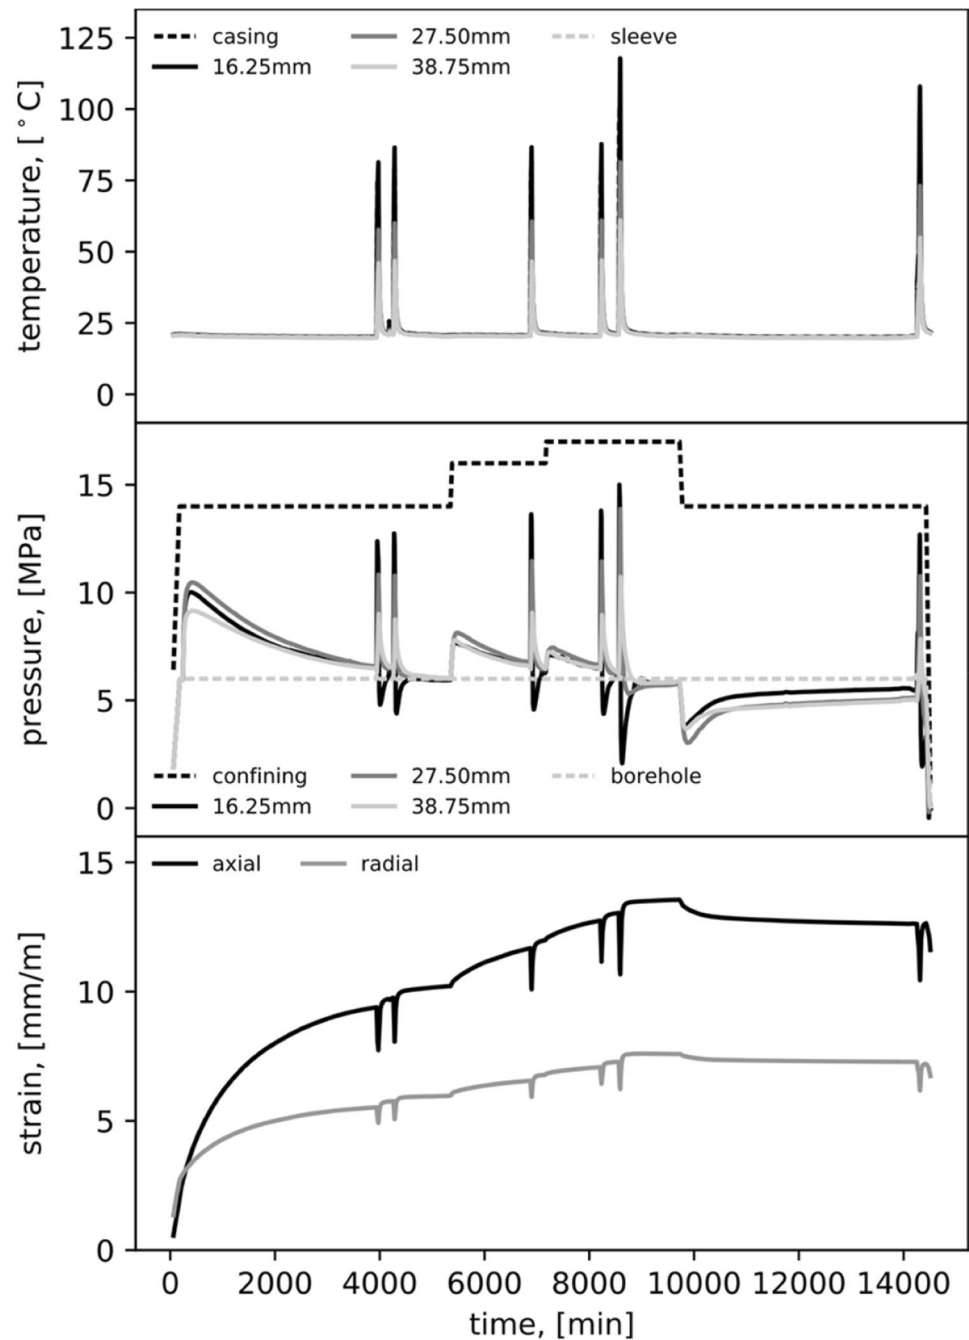 casing 27.50mm sleeve
16.25mm 38.75mm
125
100
75
50
25
0
temperature, [°C]
15
10
5
0
pressure, [MPa]
confining 27.50mm borehole
16.25mm 38.75mm
axial radial
15
10
5
0
strain, [mm/m]
0 2000 4000 6000 8000 10000 12000 14000
time, [min]